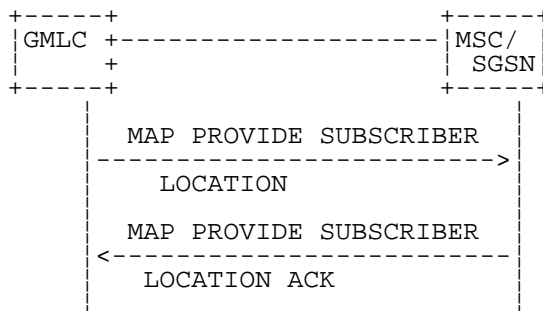 GMLC MSC/
SGSN
MAP PROVIDE SUBSCRIBER
LOCATION
MAP PROVIDE SUBSCRIBER
LOCATION ACK